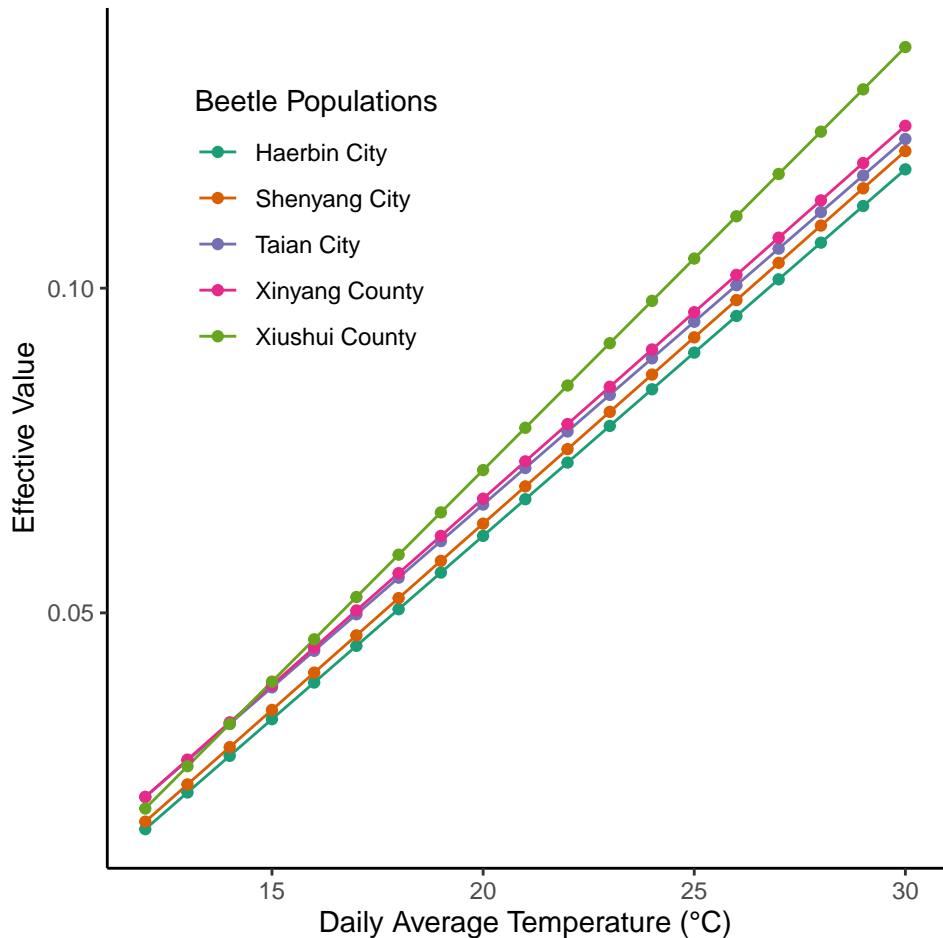 Beetle Populations
Haerbin City
Shenyang City
Taian City
Xinyang County
Xiushui County
0.10
0.05
Effective Value
15
20
25
30
Daily Average Temperature (°C)